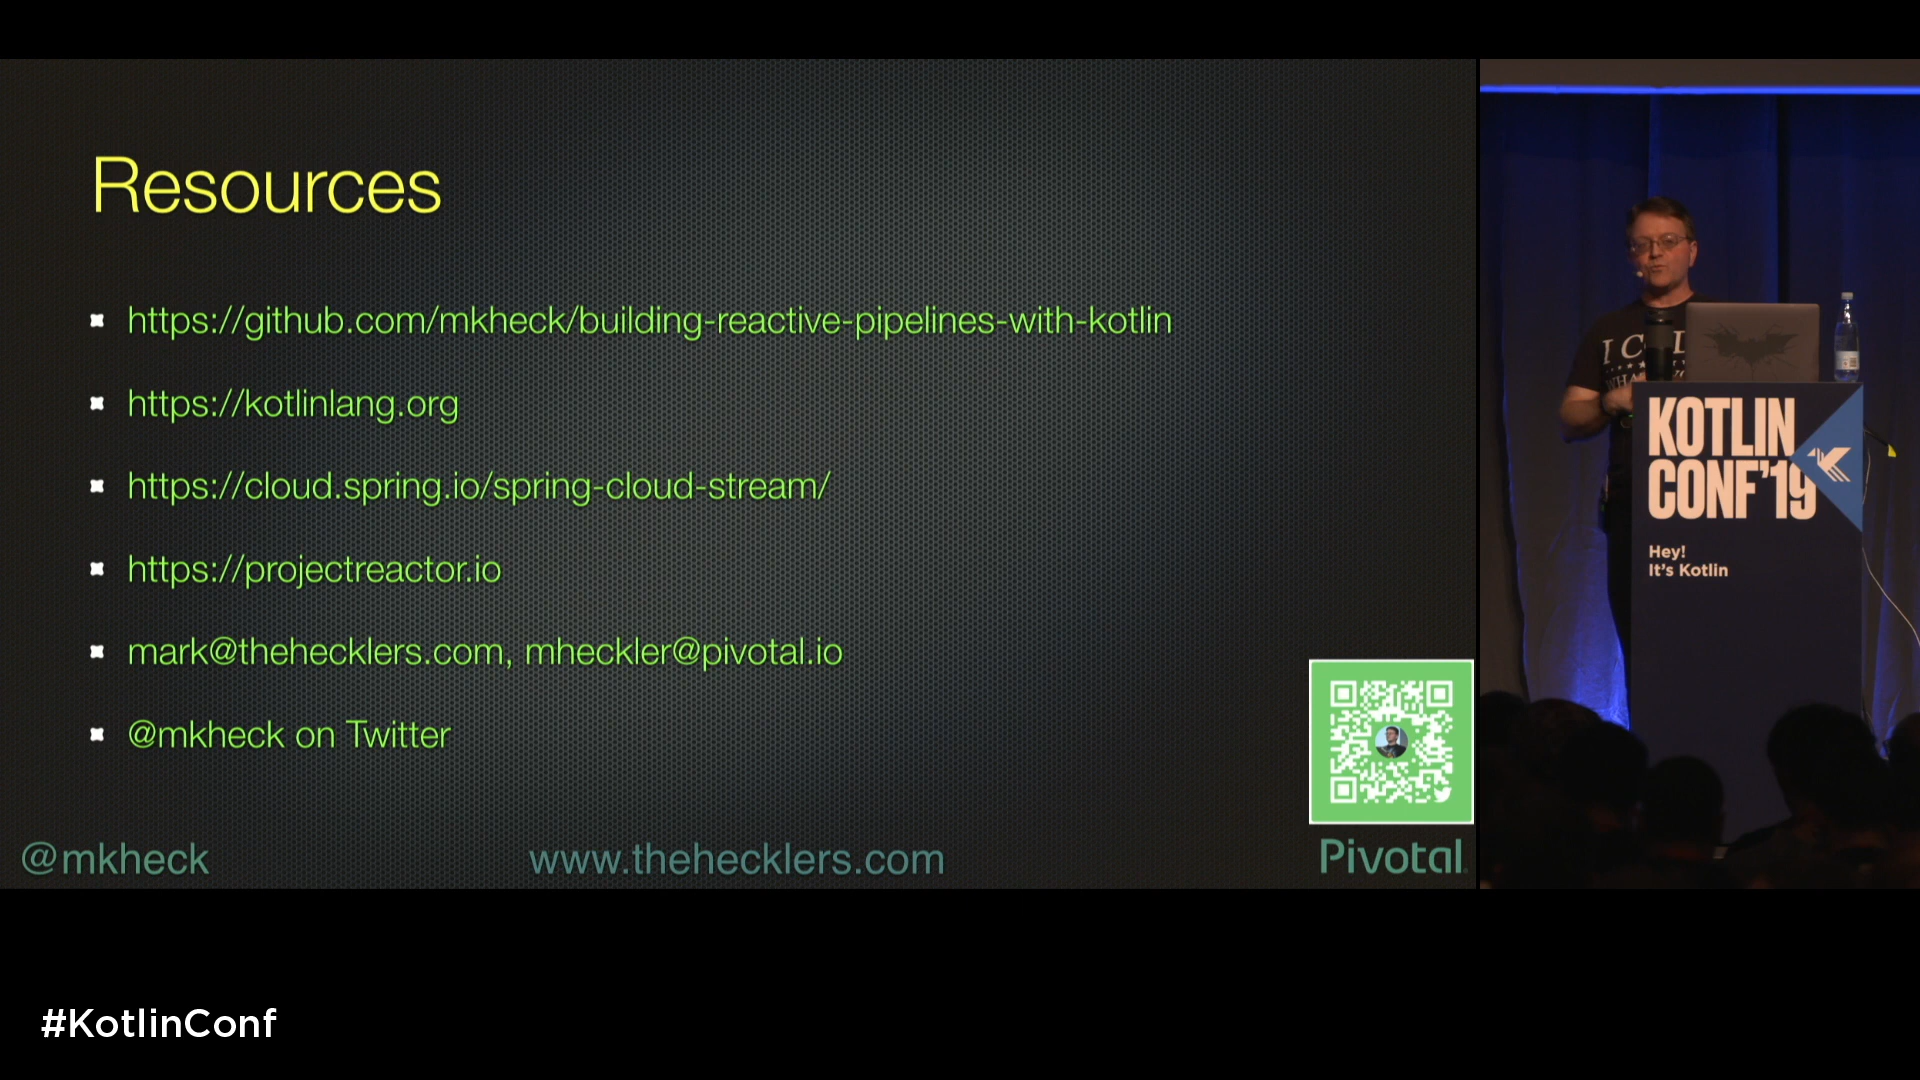 Resources
https://github.com/mkheck/building-reactive-pipelines-with-kotlin
https://kotlinlang.org
https://cloud.spring.io/spring-cloud-stream/
https://projectreactor.io
mark@thehecklers.com, mheckler@pivotal.io
@mkheck on Twitter
@mkheck
www.thehecklers.com
Pivotal
KOTLIN
CONF'19
Hey!
It's Kotlin
#KotlinConf